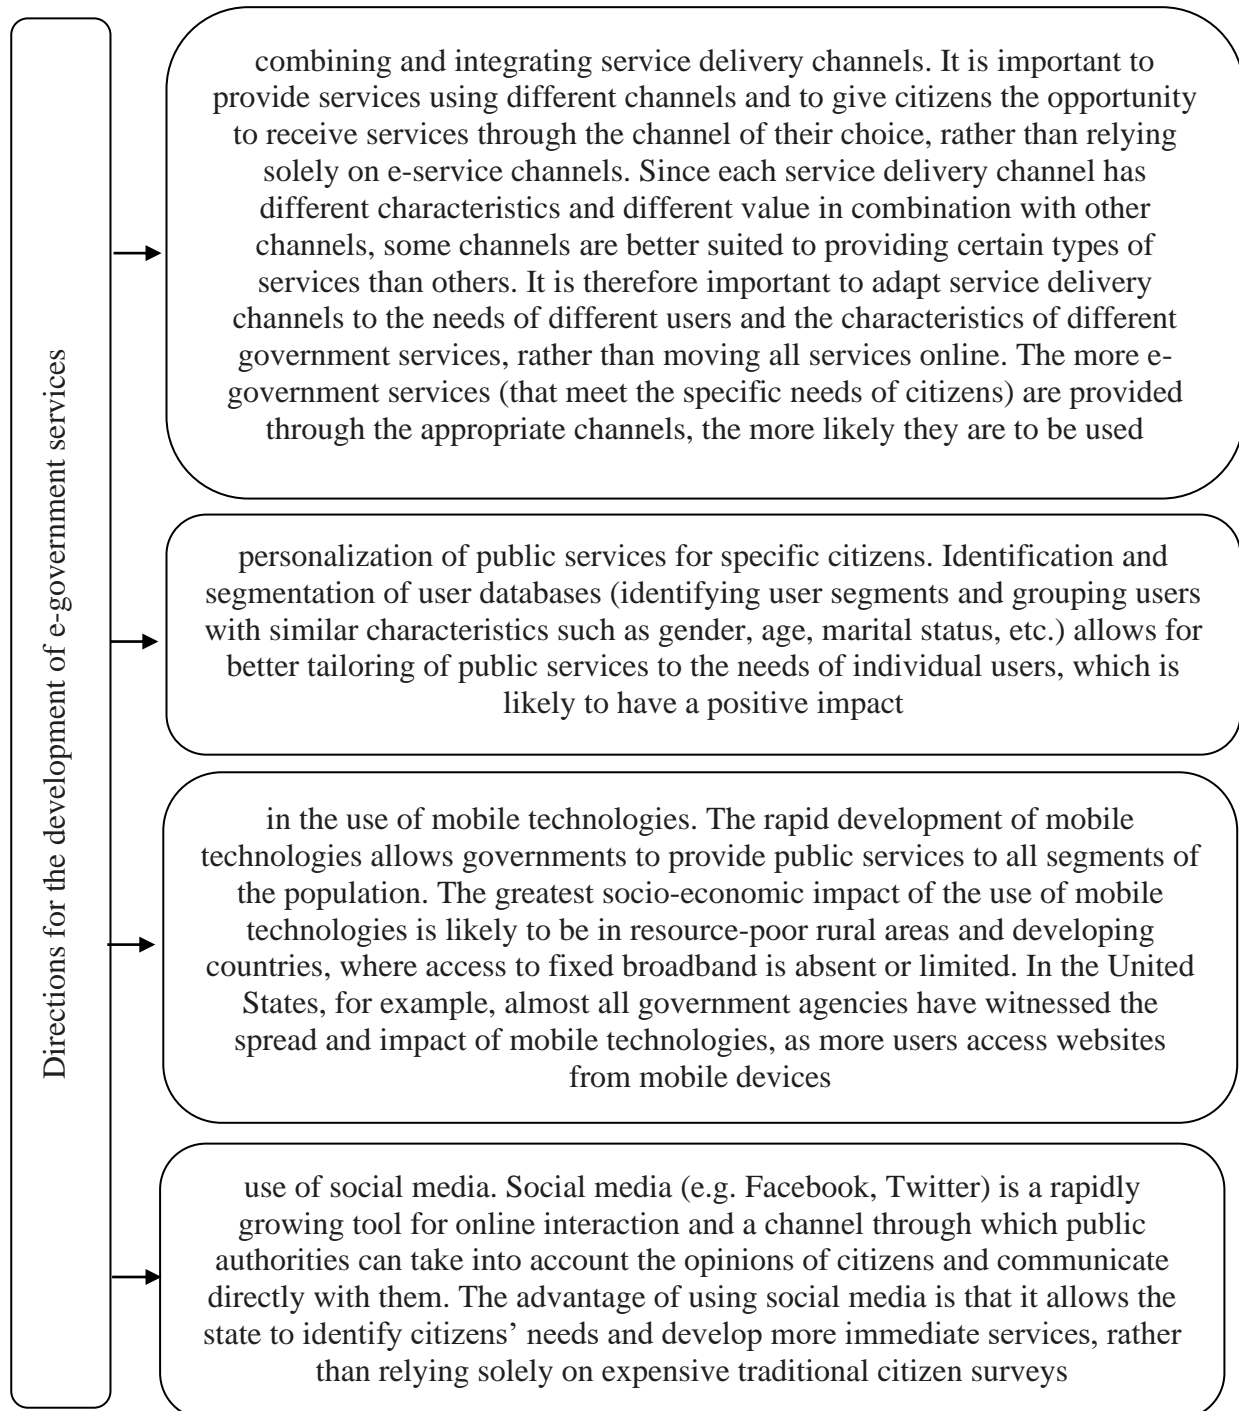 Directions for the development of e-government services
combining and integrating service delivery channels. It is important to
provide services using different channels and to give citizens the opportunity
to receive services through the channel of their choice, rather than relying
solely on e-service channels. Since each service delivery channel has
different characteristics and different value in combination with other
channels, some channels are better suited to providing certain types of
services than others. It is therefore important to adapt service delivery
channels to the needs of different users and the characteristics of different
government services, rather than moving all services online. The more e-
government services (that meet the specific needs of citizens) are provided
through the appropriate channels, the more likely they are to be used
personalization of public services for specific citizens. Identification and
segmentation of user databases (identifying user segments and grouping users
with similar characteristics such as gender, age, marital status, etc.) allows for
better tailoring of public services to the needs of individual users, which is
likely to have a positive impact
in the use of mobile technologies. The rapid development of mobile
technologies allows governments to provide public services to all segments of
the population. The greatest socio-economic impact of the use of mobile
technologies is likely to be in resource-poor rural areas and developing
countries, where access to fixed broadband is absent or limited. In the United
States, for example, almost all government agencies have witnessed the
spread and impact of mobile technologies, as more users access websites
from mobile devices
use of social media. Social media (e.g. Facebook, Twitter) is a rapidly
growing tool for online interaction and a channel through which public
authorities can take into account the opinions of citizens and communicate
directly with them. The advantage of using social media is that it allows the
state to identify citizens’ needs and develop more immediate services, rather
than relying solely on expensive traditional citizen surveys